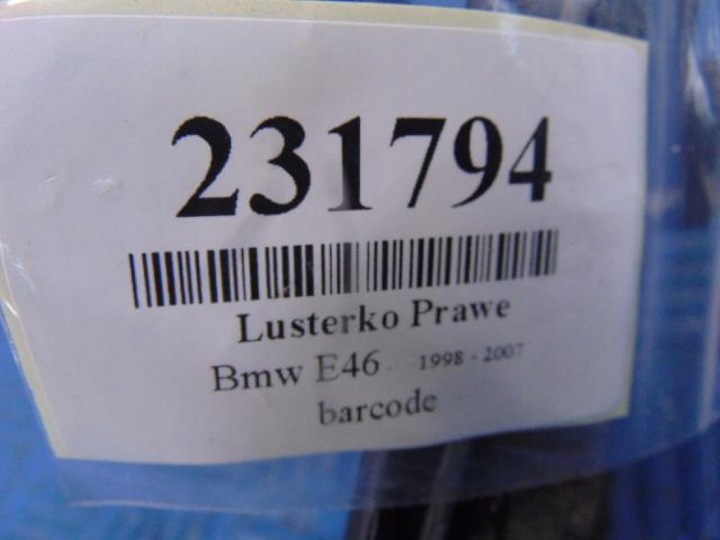 231794
Lusterko Prawe
Bmw E46 1998 - 2007
barcode